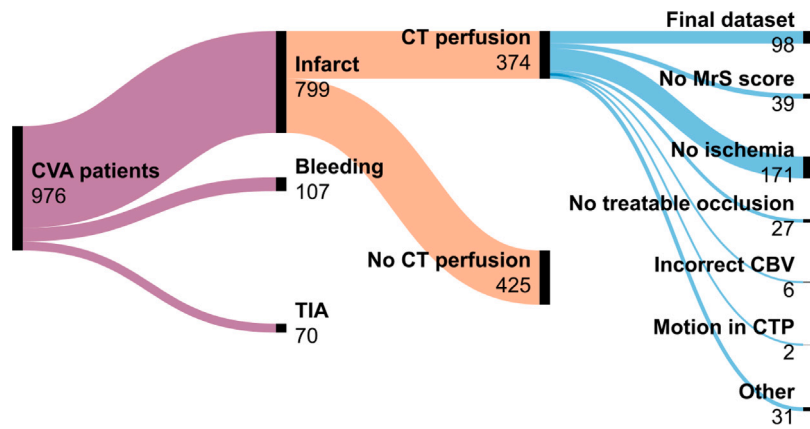 CVA patients
976
Infarct
799
Bleeding
107
TIA
70
CT perfusion
374
No CT perfusion
425
Final dataset
98
No MrS score
39
No ischemia
171
No treatable occlusion
27
Incorrect CBV
6
Motion in CTP
2
Other
31